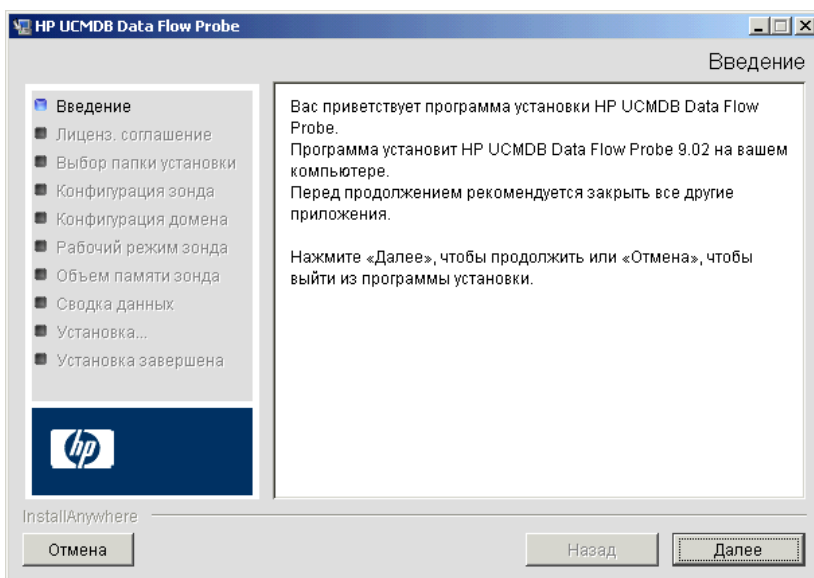 HP UCMDB Data Flow Probe
Введение
Введение
Лиценз. соглашение
Выбор папки установки
Конфигурация зонда
Конфигурация домена
Рабочий режим зонда
Объем памяти зонда
Сводка данных
Установка...
Установка завершена
Вас приветствует программа установки HP UCMDB Data Flow
Probe.
Программа установит HP UCMDB Data Flow Probe 9.02 на вашем
компьютере.
Перед продолжением рекомендуется закрыть все другие
приложения.
Нажмите «Далее», чтобы продолжить или «Отмена», чтобы
выйти из программы установки.
hp
InstallAnywhere
Отмена
Назад
Далее